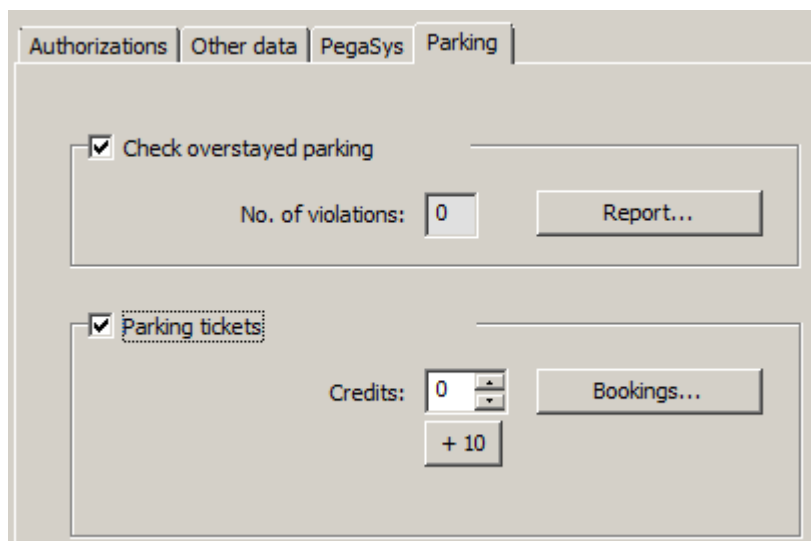 Authorizations Other data PegaSys Parking
Check overstayed parking
No. of violations: 0 Report...
Parking tickets
Credits: 0 Bookings...
+ 10